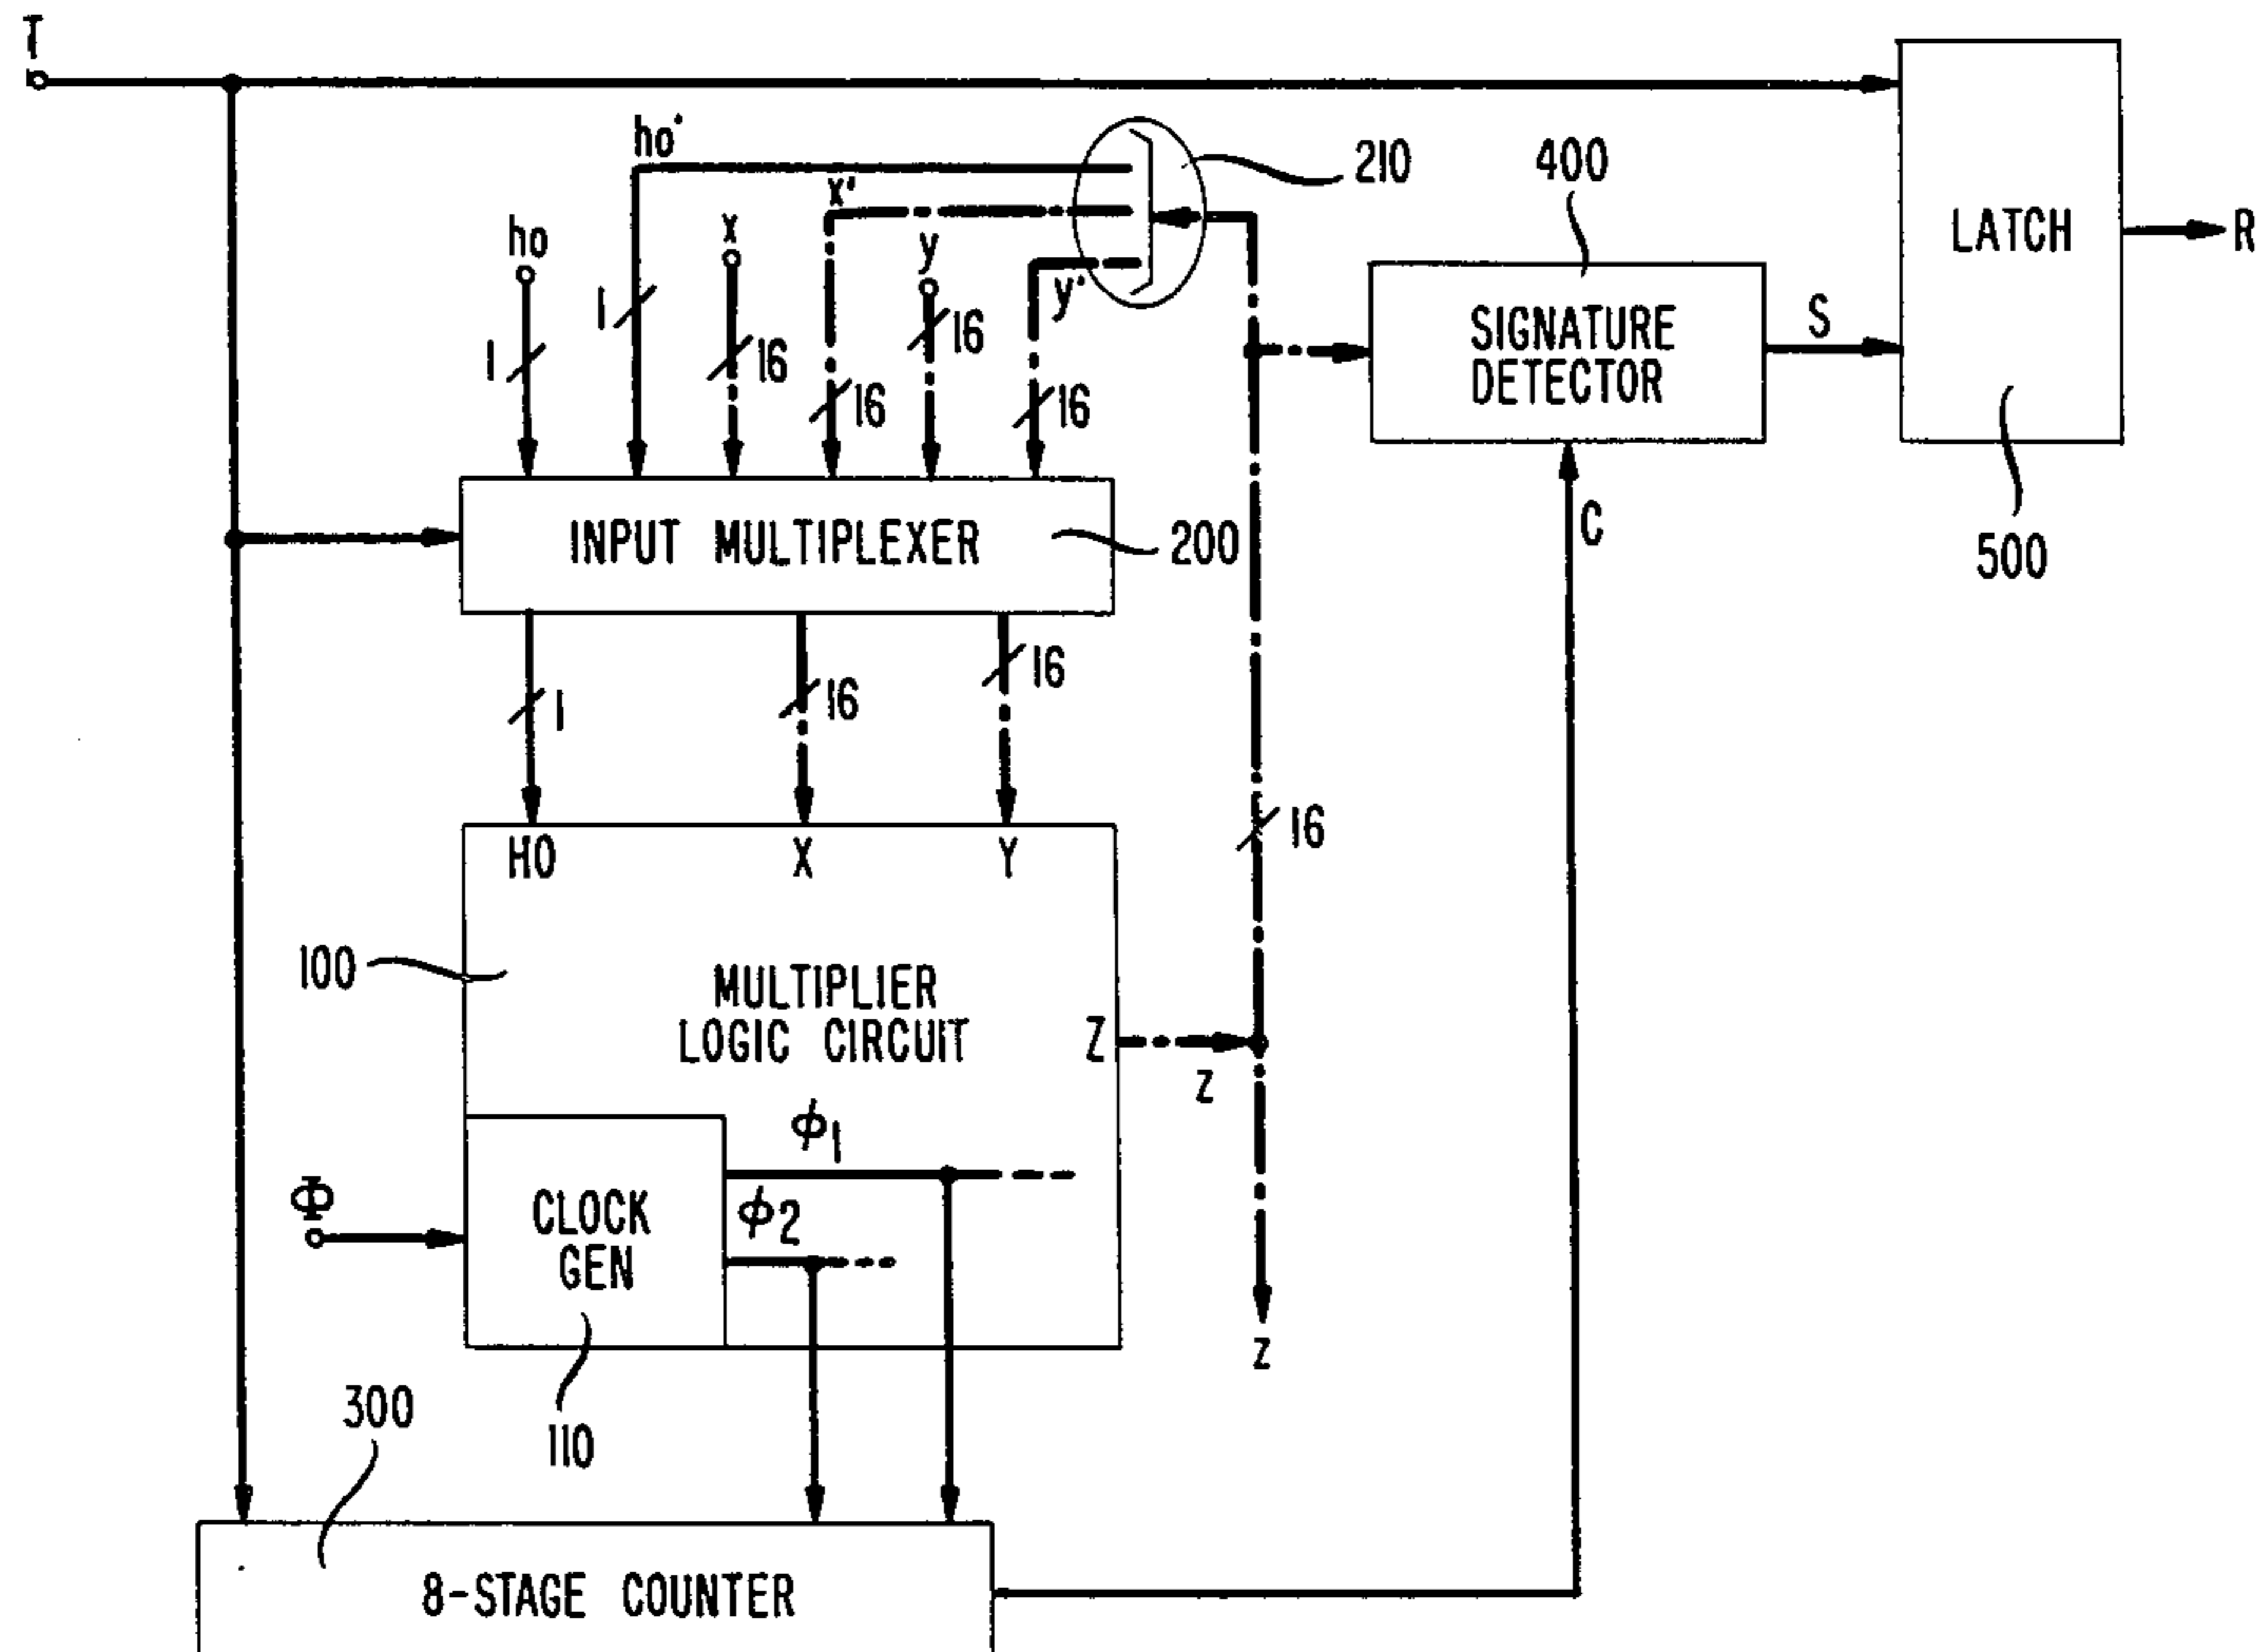 T
ho'
210
400
x'
LATCH
R
ho
x
y
y'
1
1
16
16
16
16
SIGNATURE
DETECTOR
S
INPUT MULTIPLEXER
200
C
500
1
16
16
16
HO
X
Y
100
MULTIPLIER
LOGIC CIRCUIT
Z
z
ϕ1
Φ
CLOCK
GEN
ϕ2
z
300
110
8-STAGE COUNTER